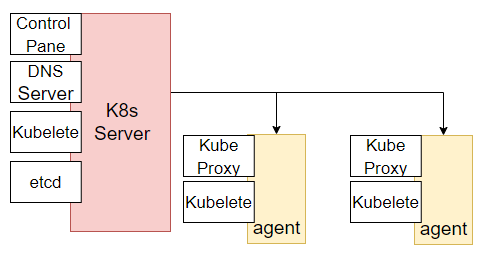 Control
Pane
DNS
Server
Kubelete
etcd
K8s
Server
Kube
Proxy
Kubelete
agent
Kube
Proxy
Kubelete
agent